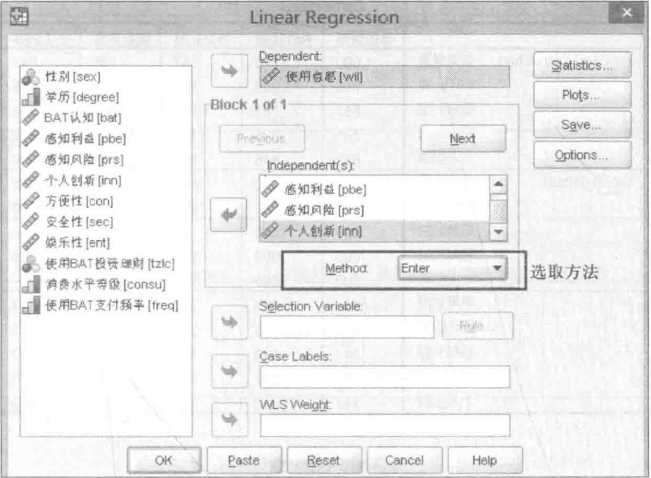 Linear Regression
性别 [sex]
学历 [degree]
BAT认知 [bat]
感知利益 [pbe]
感知风险 [prs]
个人创新 [inn]
方便性 [con]
安全性 [sec]
娱乐性 [ent]
使用BAT投资理财 [tzlc]
消费水平等级 [consu]
使用BAT支付频率 [freq]
Dependent:
使用意愿 [wil]
Block 1 of 1
Previous
Next
Independent(s):
感知利益 [pbe]
感知风险 [prs]
个人创新 [inn]
Method: Enter
选取方法
Selection Variable:
Rule...
Case Labels:
WLS Weight:
Statistics...
Plots...
Save...
Options...
OK Paste Reset Cancel Help